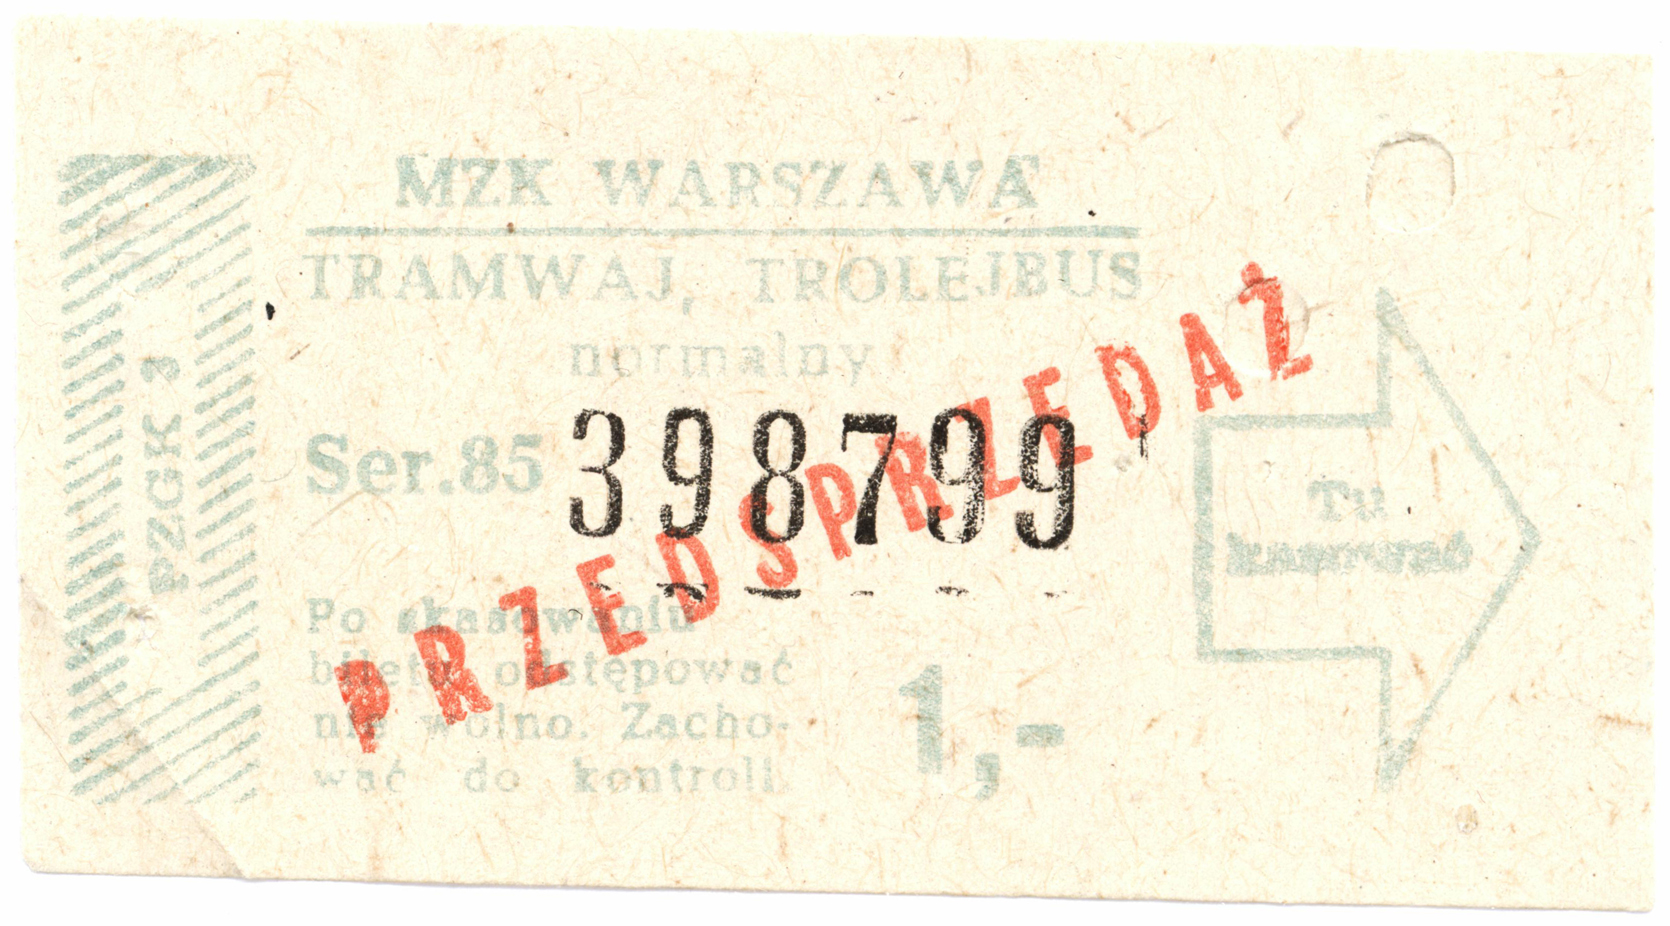 MZK WARSZAWA
TRAMWAJ, TROLEJBUS
normalny
Ser.85 398799
PRZEDSPRZEDAŻ
Po skasowaniu
biletu odstępować
nie wolno. Zacho-
wać do kontroli.
1,-
Tu
kasować
PZGK 3